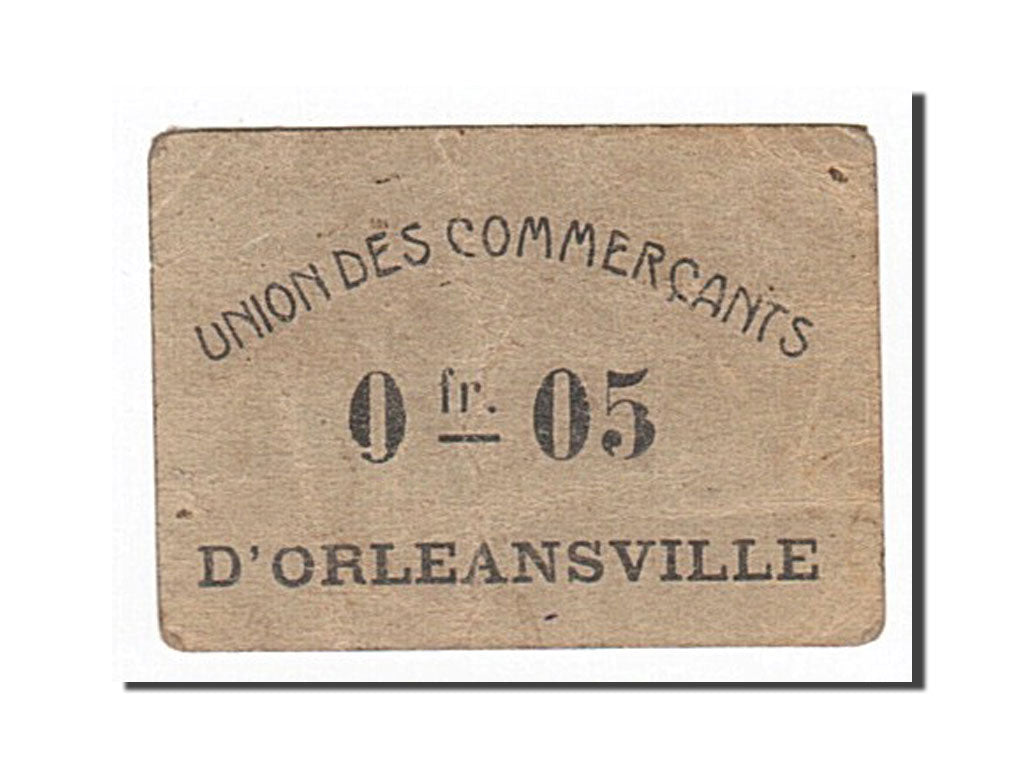 UNION DES COMMERÇANTS
0 fr. 05
D'ORLEANSVILLE